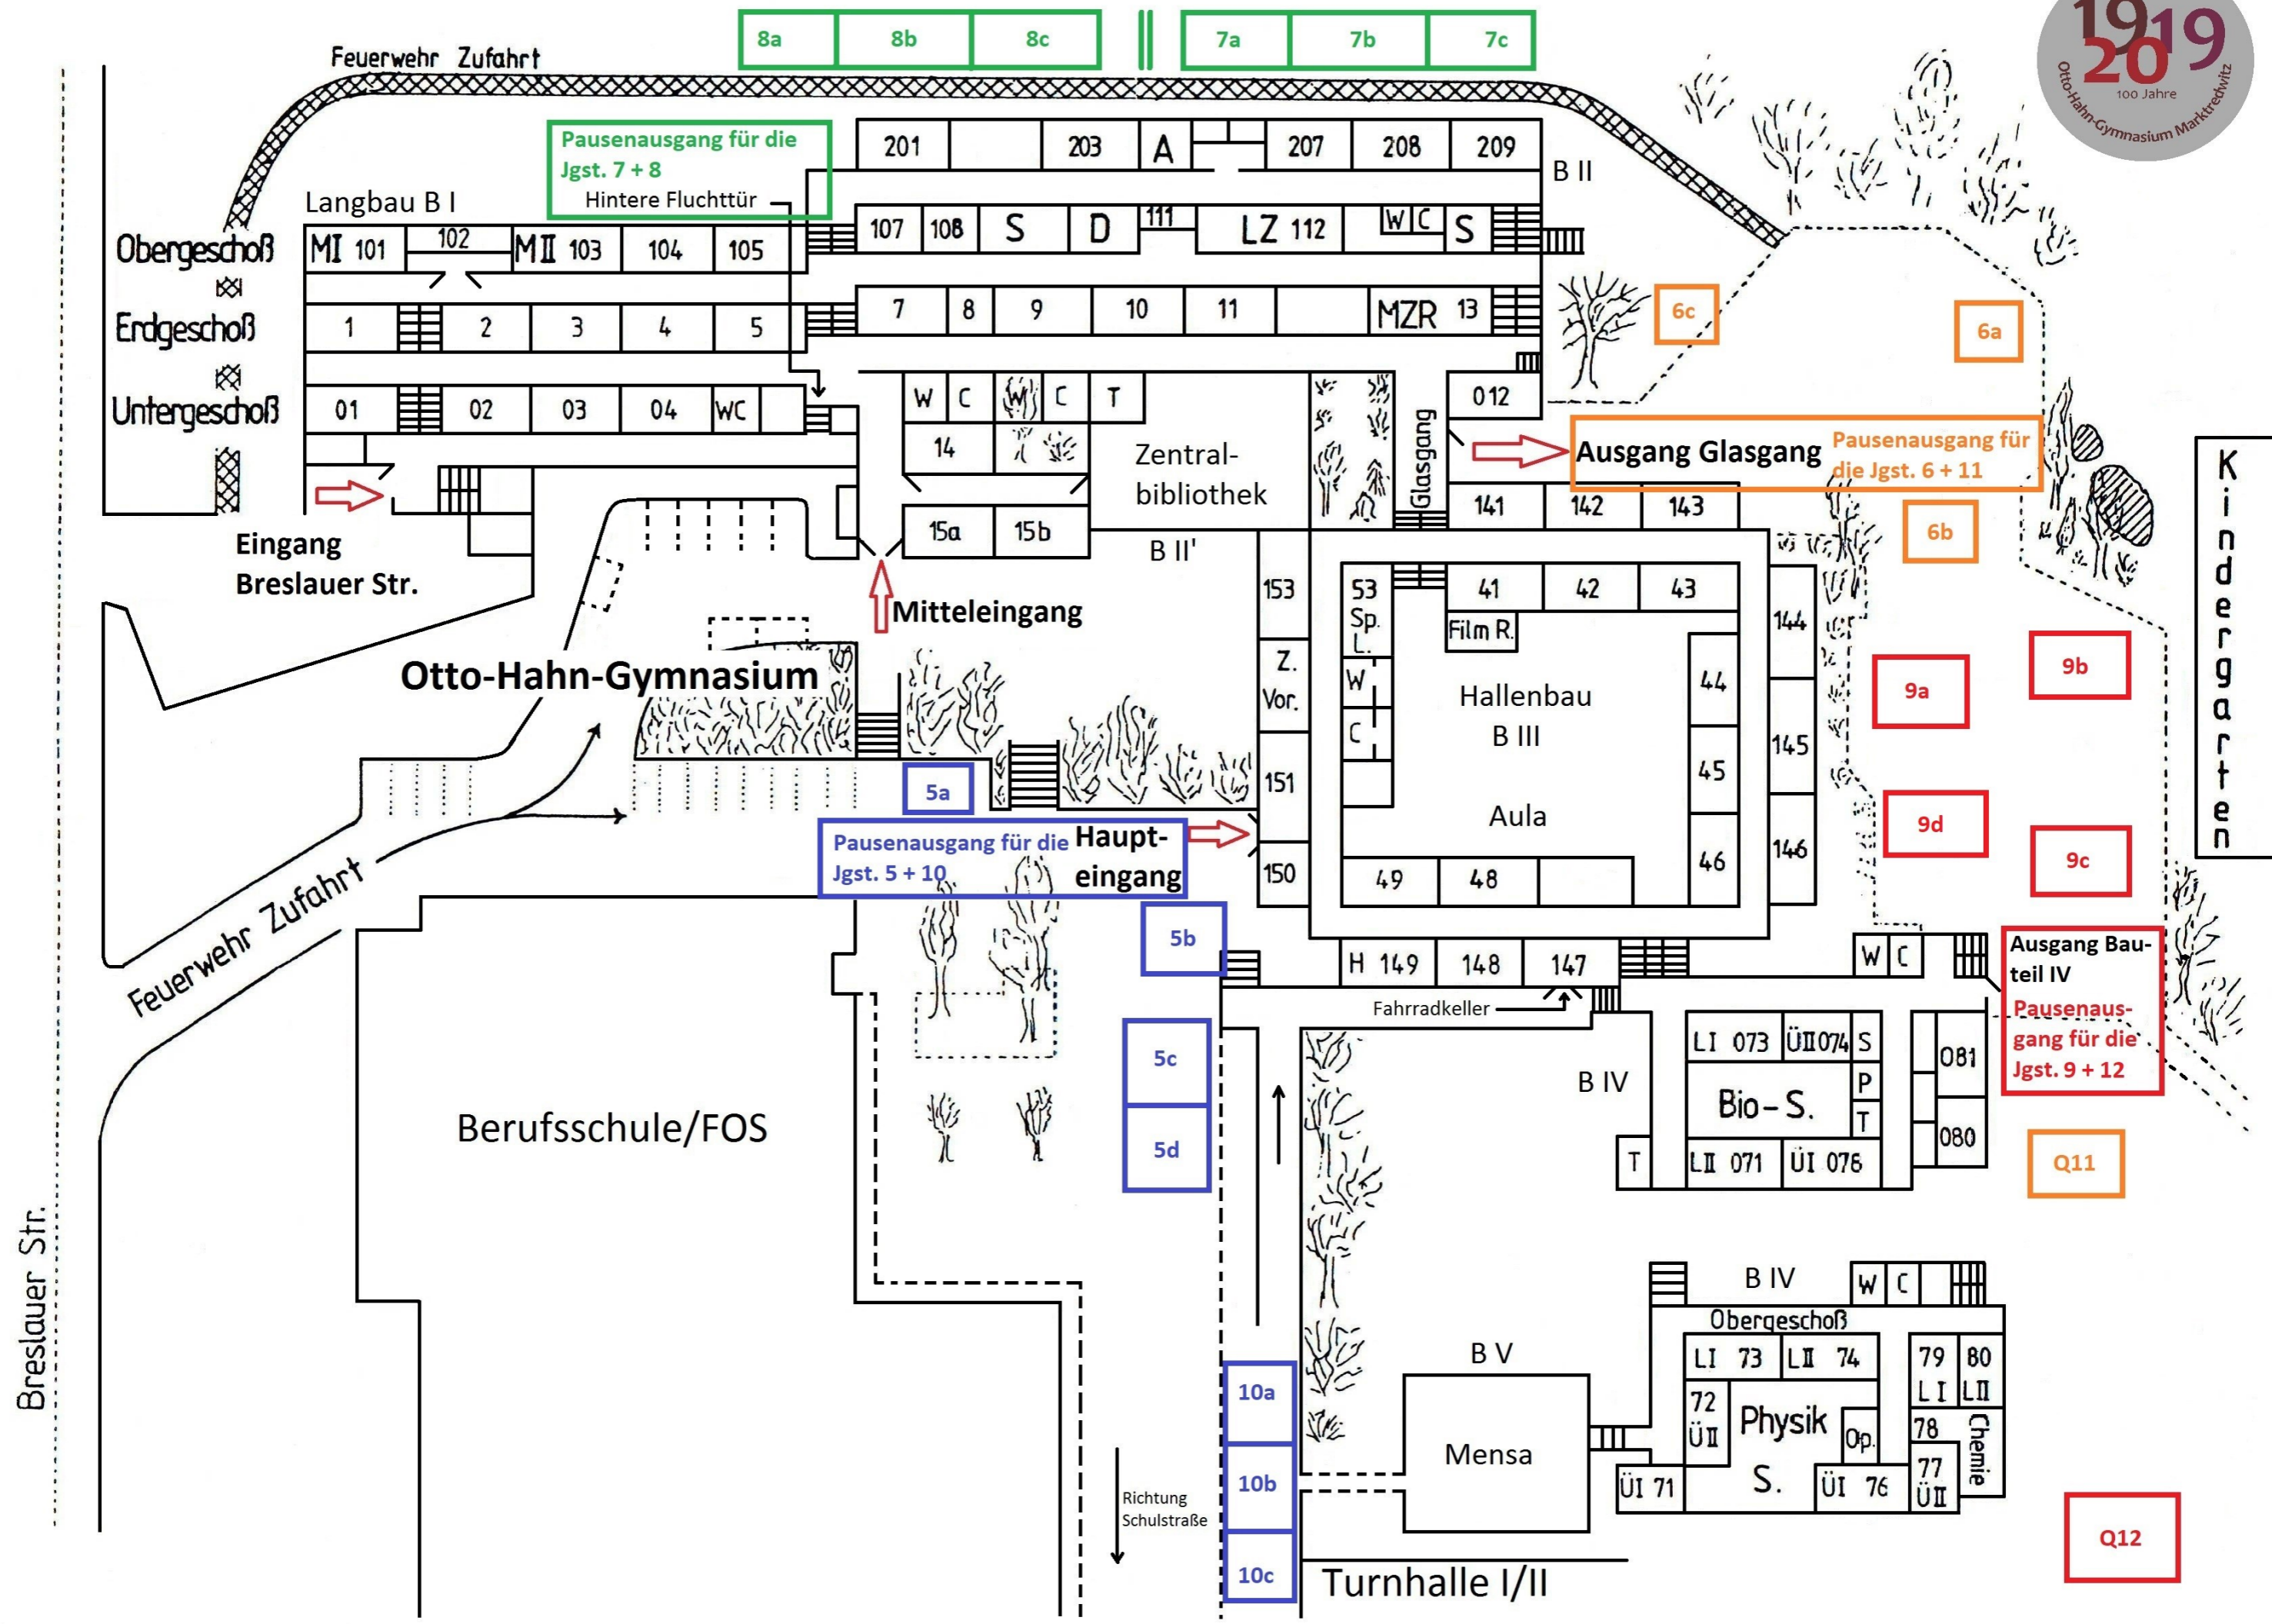 8a 8b 8c 7a 7b 7c
1919
2019
100 Jahre
Otto-Hahn-Gymnasium Marktredwitz
Feuerwehr Zufahrt
Pausenausgang für die
Jgst. 7 + 8
Hintere Fluchttür
201 203 A 207 208 209
B II
Langbau B I
Obergeschoß
MI 101 102 MII 103 104 105
107 108 S D 111 LZ 112 W C S
Erdgeschoß
1 2 3 4 5
7 8 9 10 11 MZR 13
6c 6a
Untergeschoß
01 02 03 04 WC
W C W C T
14
012
Zentral-
bibliothek
Glasgang
Ausgang Glasgang
Pausenausgang für
die Jgst. 6 + 11
Kindergarten
15a 15b
B II'
141 142 143
6b
Eingang
Breslauer Str.
Mitteleingang
Otto-Hahn-Gymnasium
153
Z.
Vor.
151
150
53
Sp.
L.
W
C
41 42 43
Film R.
44
45
46
144
145
146
Hallenbau
B III
Aula
49 48
9a 9b
9d 9c
5a
Pausenausgang für die
Jgst. 5 + 10
Haupt-
eingang
5b
Feuerwehr Zufahrt
H 149 148 147
Fahrradkeller
W C
Ausgang Bau-
teil IV
Pausenaus-
gang für die
Jgst. 9 + 12
5c
5d
B IV
LI 073 ÜII 074 S
Bio-S. P
T
T LII 071 ÜI 076
081
080
Q11
Berufsschule/FOS
Breslauer Str.
B IV
W C
Obergeschoß
LI 73 LII 74
79 80
LI LII
72
ÜII
Physik
S.
Op.
78
Chemie
77
ÜII
ÜI 71
ÜI 76
B V
Mensa
10a
10b
10c
Richtung
Schulstraße
Turnhalle I/II
Q12